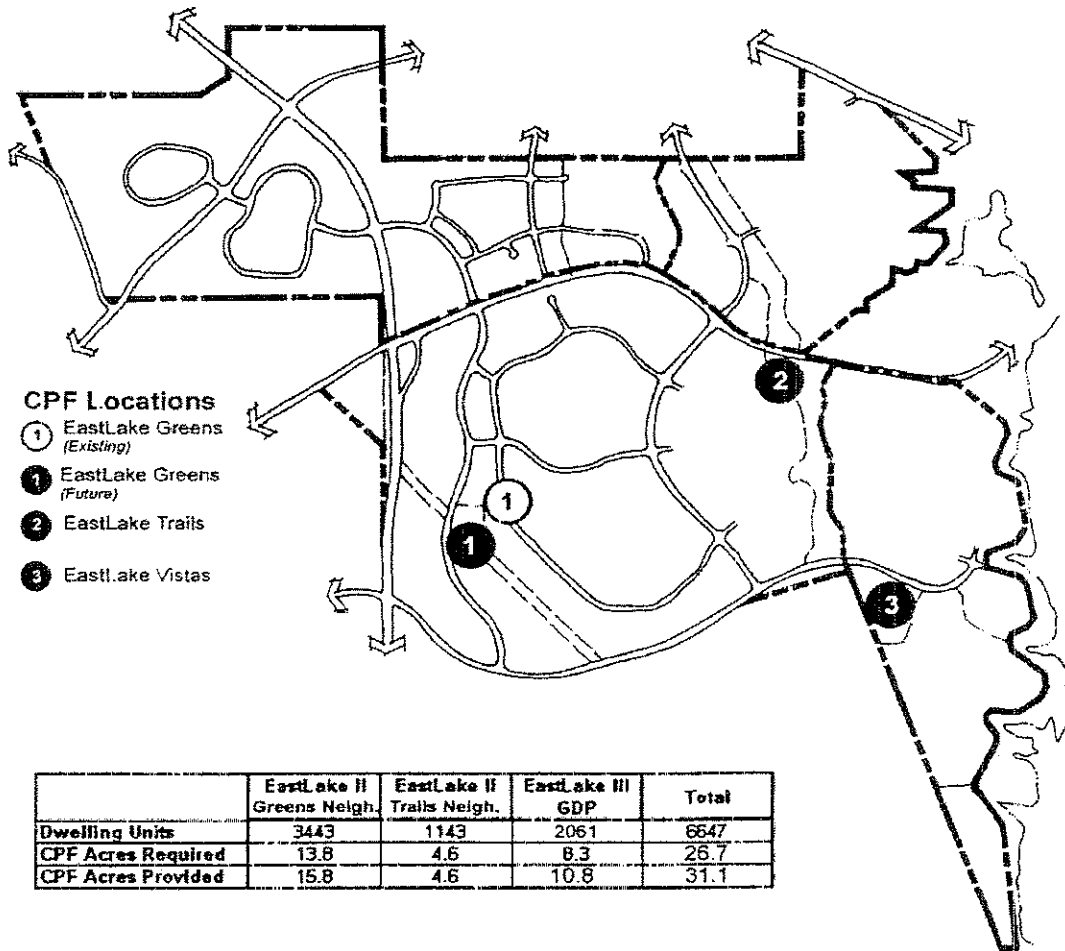 2
CPF Locations
1 EastLake Greens
(Existing)
1 EastLake Greens
(Future)
2 EastLake Trails
3 EastLake Vistas
1
1
3
EastLake II Greens Neigh. EastLake II Trails Neigh. EastLake III GDP Total
Dwelling Units 3443 1143 2061 6647
CPF Acres Required 13.8 4.6 8.3 26.7
CPF Acres Provided 15.8 4.6 10.8 31.1